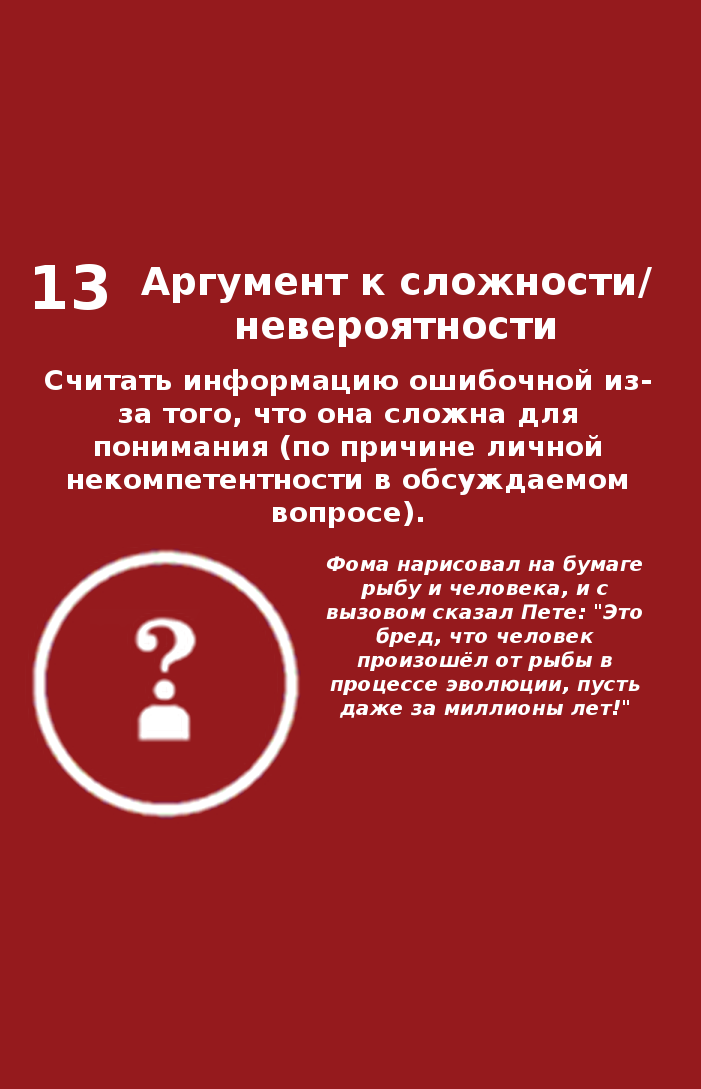 13 Аргумент к сложности/
невероятности
Считать информацию ошибочной из-
за того, что она сложна для
понимания (по причине личной
некомпетентности в обсуждаемом
вопросе).
Фома нарисовал на бумаге
рыбу и человека, и с
вызовом сказал Пете: "Это
бред, что человек
произошёл от рыбы в
процессе эволюции, пусть
даже за миллионы лет!"
?